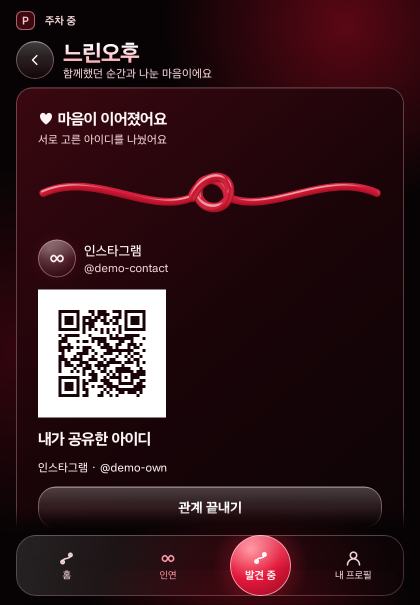 P 주차 중
느린오후
함께했던 순간과 나눈 마음이에요
마음이 이어졌어요
서로 고른 아이디를 나눴어요
인스타그램
@demo-contact
내가 공유한 아이디
인스타그램 · @demo-own
관계 끝내기
홈 인연 발견 중 내 프로필